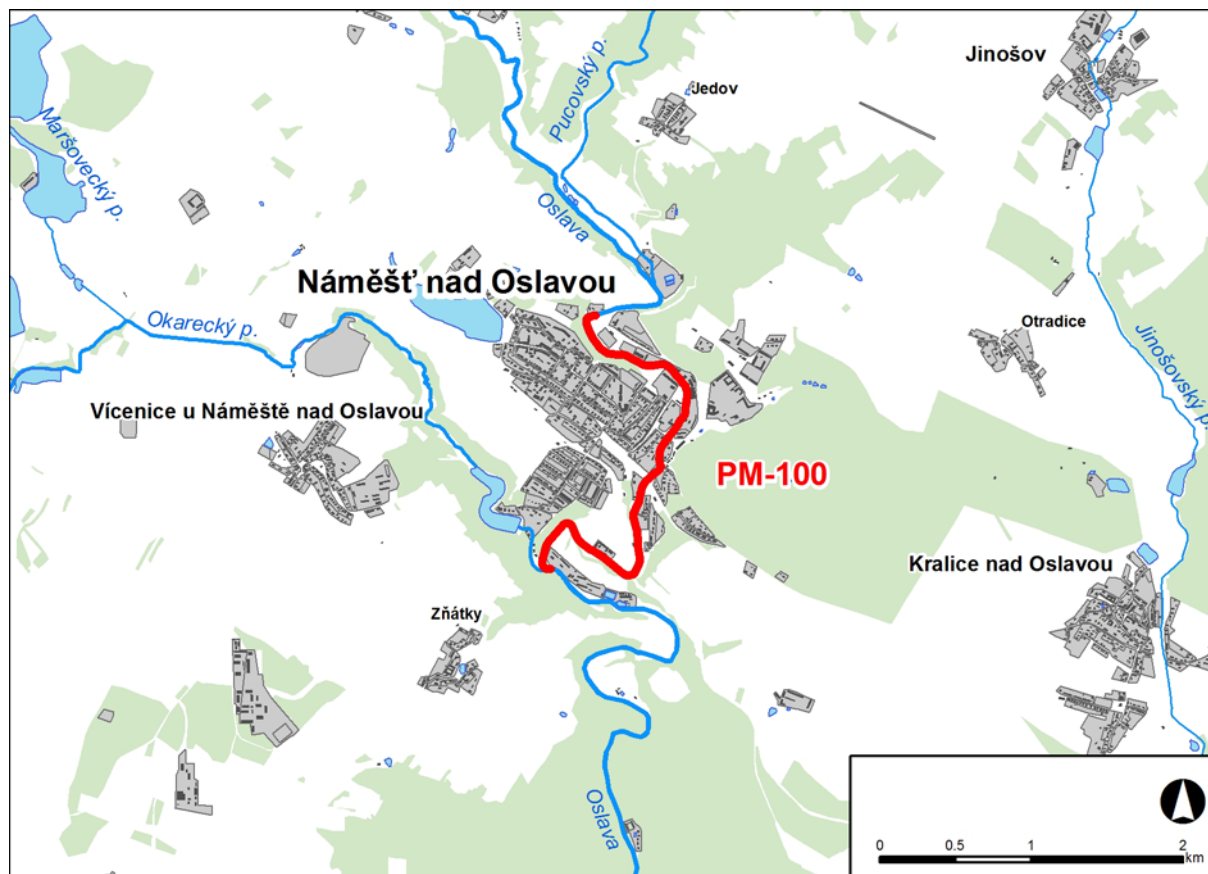 Jinošov
Pucovský p.
Jedov
Maršovecký p.
Oslava
Náměšť nad Oslavou
Okarecký p.
Otradice
Jinošovský p.
Vícenice u Náměště nad Oslavou
PM-100
Kralice nad Oslavou
Zňátky
Oslava
0 0.5 1 2
km